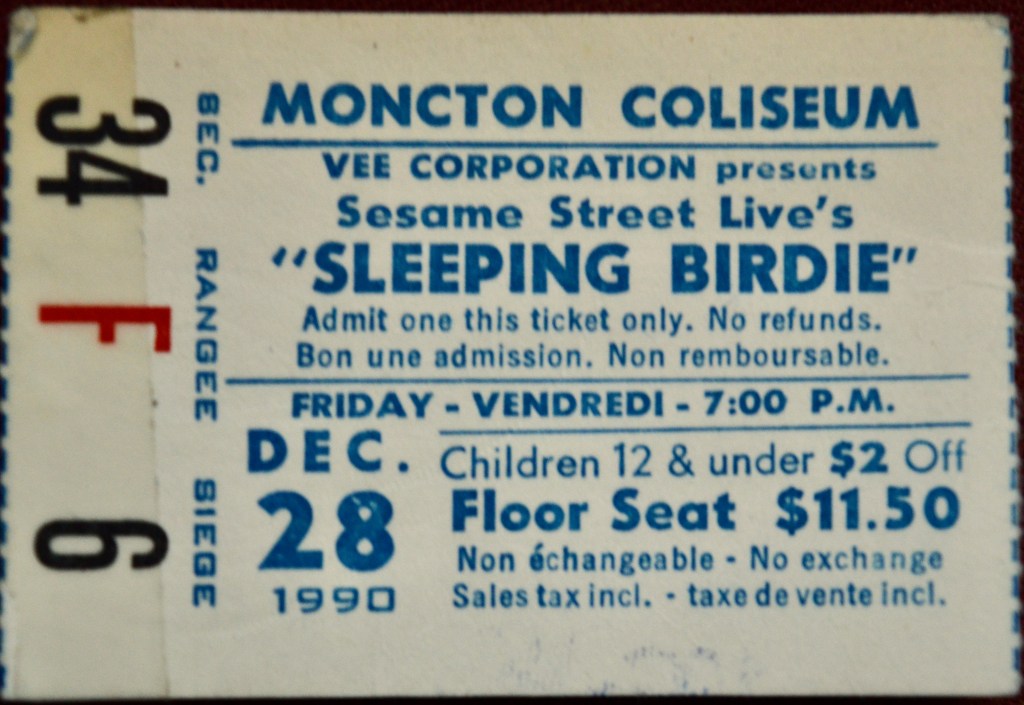 MONCTON COLISEUM
VEE CORPORATION presents
Sesame Street Live's
"SLEEPING BIRDIE"
Admit one this ticket only. No refunds.
Bon une admission. Non remboursable.
FRIDAY - VENDREDI - 7:00 P.M.
DEC.
28
1990
Children 12 & under $2 Off
Floor Seat $11.50
Non échangeable - No exchange
Sales tax incl. - taxe de vente incl.
SEC. RANGEE SIEGE
34 F 6